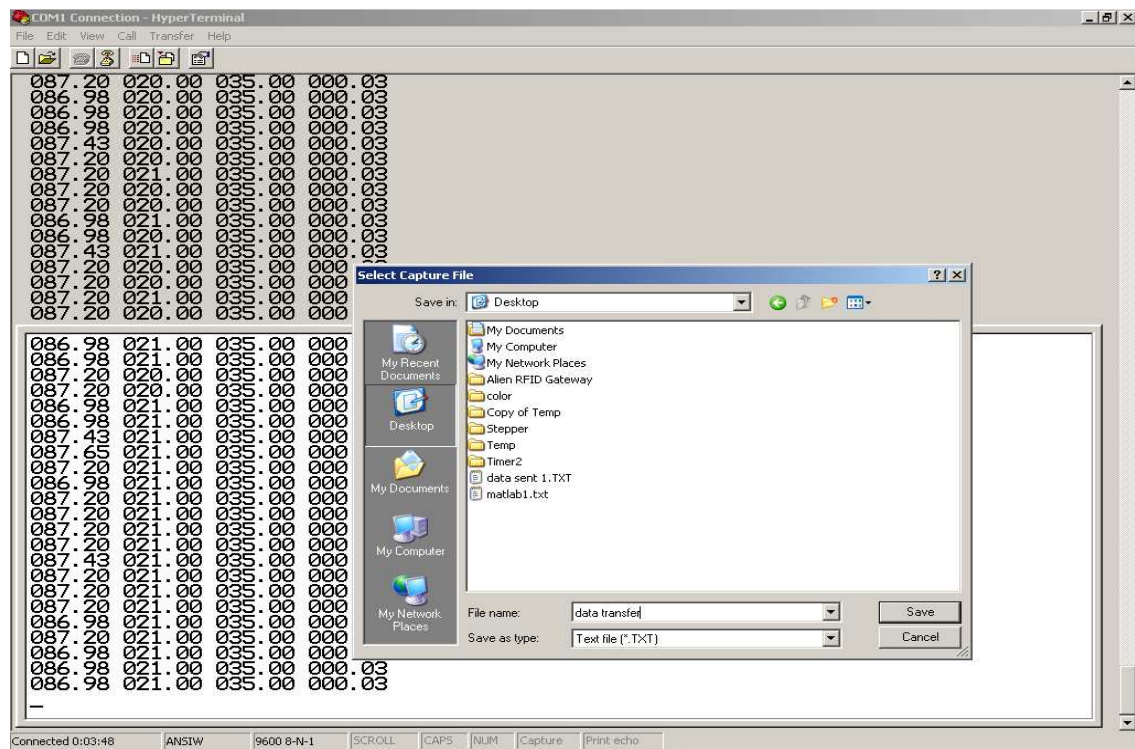 COM1 Connection - HyperTerminal
File Edit View Call Transfer Help
087.20 020.00 035.00 000.03
086.98 020.00 035.00 000.03
086.98 020.00 035.00 000.03
086.98 020.00 035.00 000.03
087.43 020.00 035.00 000.03
087.20 020.00 035.00 000.03
087.20 021.00 035.00 000.03
087.20 020.00 035.00 000.03
087.20 020.00 035.00 000.03
086.98 021.00 035.00 000.03
086.98 020.00 035.00 000.03
087.43 021.00 035.00 000.03
087.20 020.00 035.00
087.20 020.00 035.00 000
087.20 021.00 035.00 000
087.20 020.00 035.00 000
086.98 021.00 035.00 000
086.98 021.00 035.00 000
087.20 020.00 035.00 000
087.20 020.00 035.00 000
086.98 021.00 035.00 000
086.98 021.00 035.00 000
087.43 021.00 035.00 000
087.65 021.00 035.00 000
087.20 021.00 035.00 000
086.98 021.00 035.00 000
087.20 021.00 035.00 000
087.20 021.00 035.00 000
087.20 021.00 035.00 000
087.20 021.00 035.00 000
087.43 021.00 035.00 000
087.20 021.00 035.00 000
087.20 021.00 035.00 000
087.20 021.00 035.00 000
086.98 021.00 035.00 000
087.20 021.00 035.00 000
086.98 021.00 035.00 000
086.98 021.00 035.00 000.03
086.98 021.00 035.00 000.03
Select Capture File
Save in: Desktop
My Recent Documents
Desktop
My Documents
My Computer
My Network Places
My Documents
My Computer
My Network Places
Alien RFID Gateway
color
Copy of Temp
Stepper
Temp
Timer2
data sent 1.TXT
matlab1.txt
File name: data transfer
Save
Save as type: Text file (*.TXT)
Cancel
Connected 0:03:48 ANSIW 9600 8-N-1 SCROLL CAPS NUM Capture Print echo